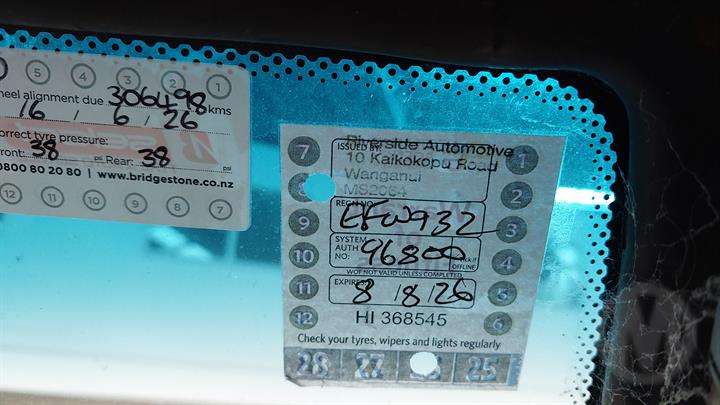 5 4 3 2 1
heel alignment due 306498 kms
16 / 6 / 26
orrect tyre pressure:
ront: 38 psi Rear: 38 psi
0800 80 20 80 | www.bridgestone.co.nz
12 11 10 9 8 7
ISSUED BY: Riverside Automotive
10 Kaikokopu Road
Wanganui
MS2064
REGN NO: EFW932
SYSTEM AUTH NO: 96800
OFFLINE
WOF NOT VALID UNLESS COMPLETED
EXPIRES: 8 / 8 / 26
HI 368545
7 1
2
9 3
10 4
11 5
12 6
Check your tyres, wipers and lights regularly
28 27 25